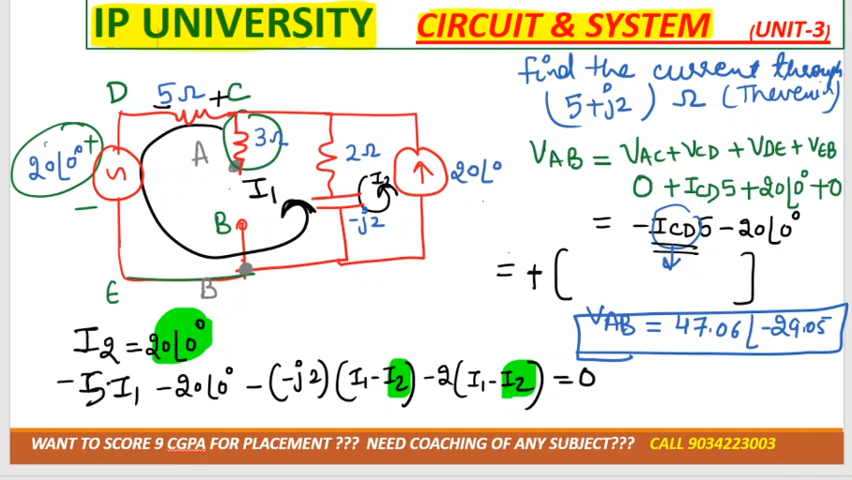 IP UNIVERSITY CIRCUIT & SYSTEM (UNIT-3)
find the current through
(5+j2) Ω (Thevenin)
D 5Ω + C
20∠0° + −
A 3Ω 2Ω 20∠0
I1 I2
B -j2
E B
VAB = VAC + VCD + VDE + VEB
0 + ICD5 + 20∠0° + 0
= -ICD5 - 20∠0°
= + [ ]
VAB = 47.06∠-29.05
I2 = 20∠0°
-5·I1 - 20∠0° - (-j2)(I1-I2) - 2(I1-I2) = 0
WANT TO SCORE 9 CGPA FOR PLACEMENT ??? NEED COACHING OF ANY SUBJECT??? CALL 9034223003